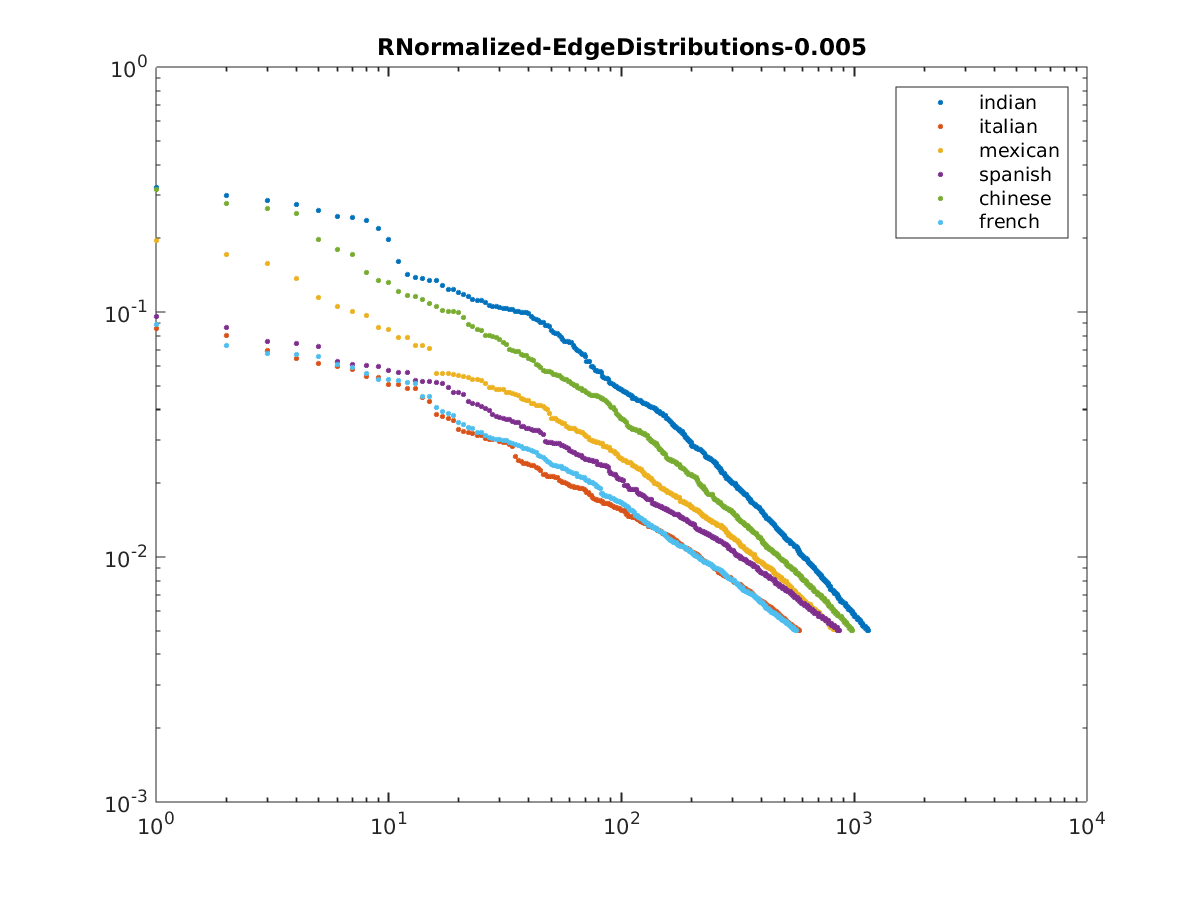 RNormalized-EdgeDistributions-0.005
10^0
10^-1
10^-2
10^-3
10^0 10^1 10^2 10^3 10^4
indian
italian
mexican
spanish
chinese
french